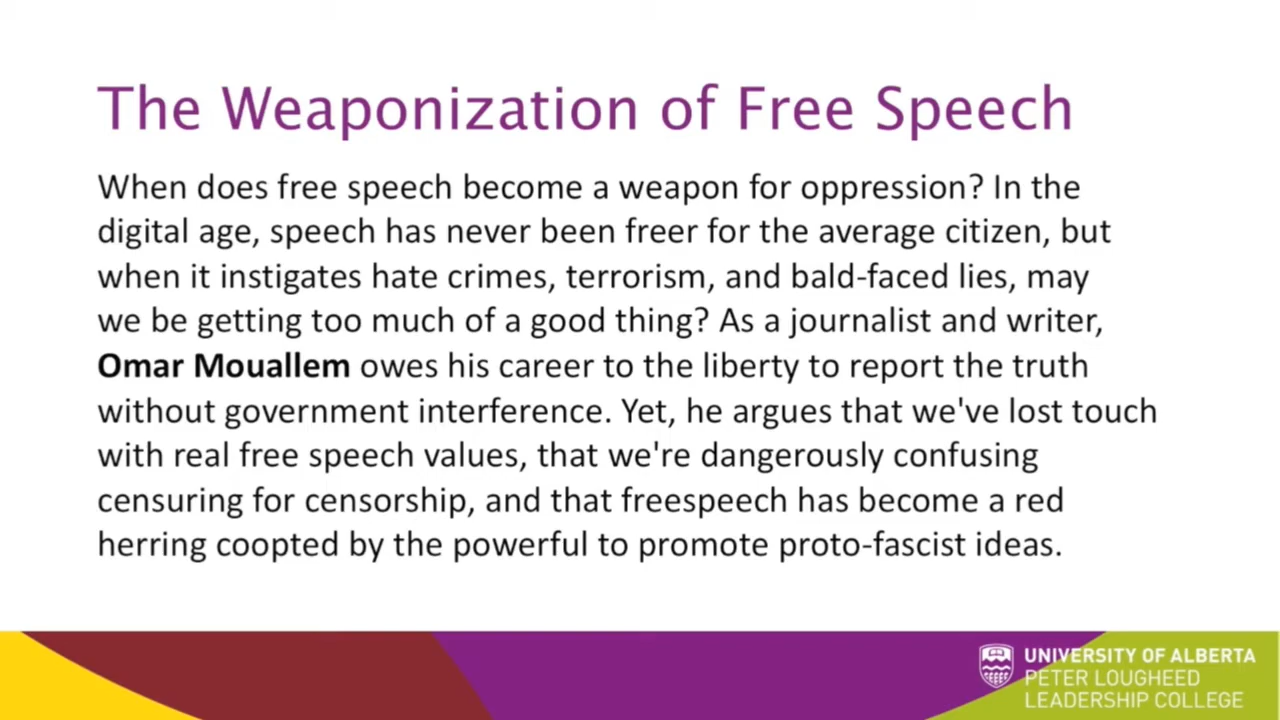 The Weaponization of Free Speech
When does free speech become a weapon for oppression? In the
digital age, speech has never been freer for the average citizen, but
when it instigates hate crimes, terrorism, and bald-faced lies, may
we be getting too much of a good thing? As a journalist and writer,
Omar Mouallem owes his career to the liberty to report the truth
without government interference. Yet, he argues that we've lost touch
with real free speech values, that we're dangerously confusing
censuring for censorship, and that freespeech has become a red
herring coopted by the powerful to promote proto-fascist ideas.
UNIVERSITY OF ALBERTA
PETER LOUGHEED
LEADERSHIP COLLEGE